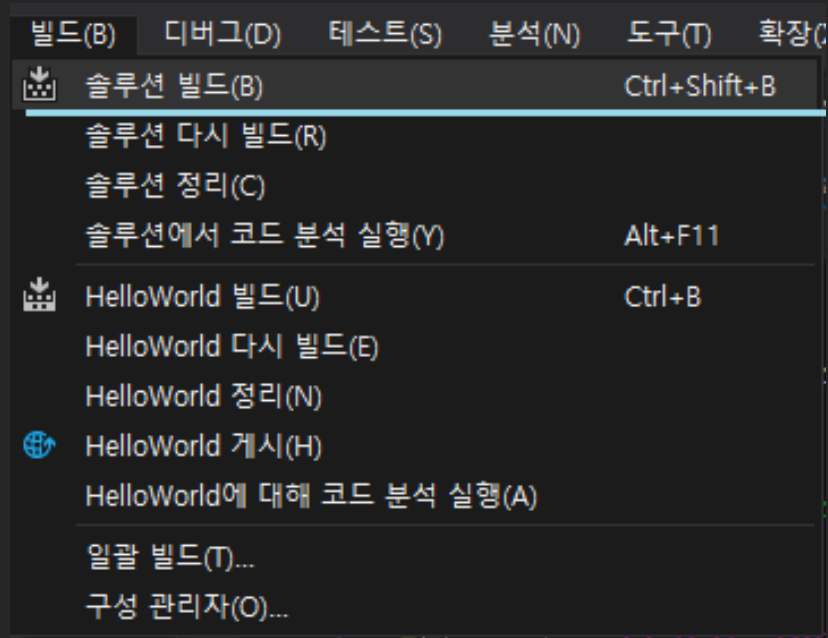 빌드(B) 디버그(D) 테스트(S) 분석(N) 도구(T) 확장(
솔루션 빌드(B) Ctrl+Shift+B
솔루션 다시 빌드(R)
솔루션 정리(C)
솔루션에서 코드 분석 실행(Y) Alt+F11
HelloWorld 빌드(U) Ctrl+B
HelloWorld 다시 빌드(E)
HelloWorld 정리(N)
HelloWorld 게시(H)
HelloWorld에 대해 코드 분석 실행(A)
일괄 빌드(T)...
구성 관리자(O)...